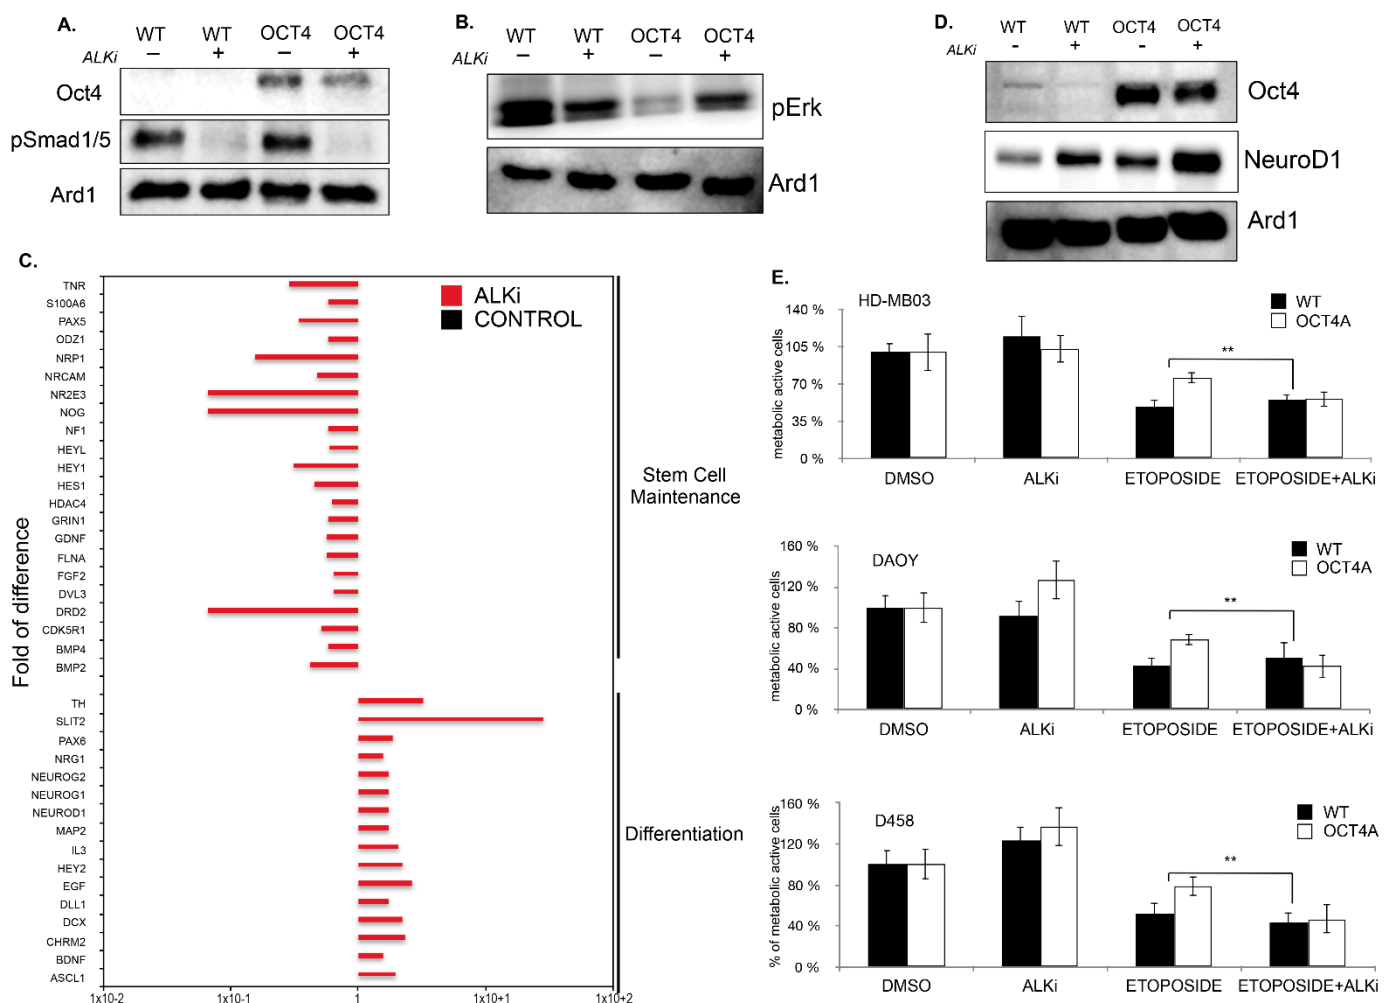 A.
WT WT OCT4 OCT4
ALKi – + – +
Oct4
pSmad1/5
Ard1
B.
WT WT OCT4 OCT4
ALKi – + – +
pErk
Ard1
D.
WT WT OCT4 OCT4
ALKi - + - +
Oct4
NeuroD1
Ard1
C.
Fold of difference
ALKi
CONTROL
TNR
S100A6
PAX5
ODZ1
NRP1
NRCAM
NR2E3
NOG
NF1
HEYL
HEY1
HES1
HDAC4
GRIN1
GDNF
FLNA
FGF2
DVL3
DRD2
CDK5R1
BMP4
BMP2
Stem Cell
Maintenance
TH
SLIT2
PAX6
NRG1
NEUROG2
NEUROG1
NEUROD1
MAP2
IL3
HEY2
EGF
DLL1
DCX
CHRM2
BDNF
ASCL1
Differentiation
1x10-2 1x10-1 1 1x10+1 1x10+2
E.
HD-MB03
WT
OCT4A
metabolic active cells
140 %
105 %
70 %
35 %
0 %
**
DMSO ALKi ETOPOSIDE ETOPOSIDE+ALKi
DAOY
WT
OCT4A
metabolic active cells
160 %
120 %
80 %
40 %
0 %
**
DMSO ALKi ETOPOSIDE ETOPOSIDE+ALKi
D458
WT
OCT4A
% of metabolic active cells
160 %
120 %
80 %
40 %
0 %
**
DMSO ALKi ETOPOSIDE ETOPOSIDE+ALKi